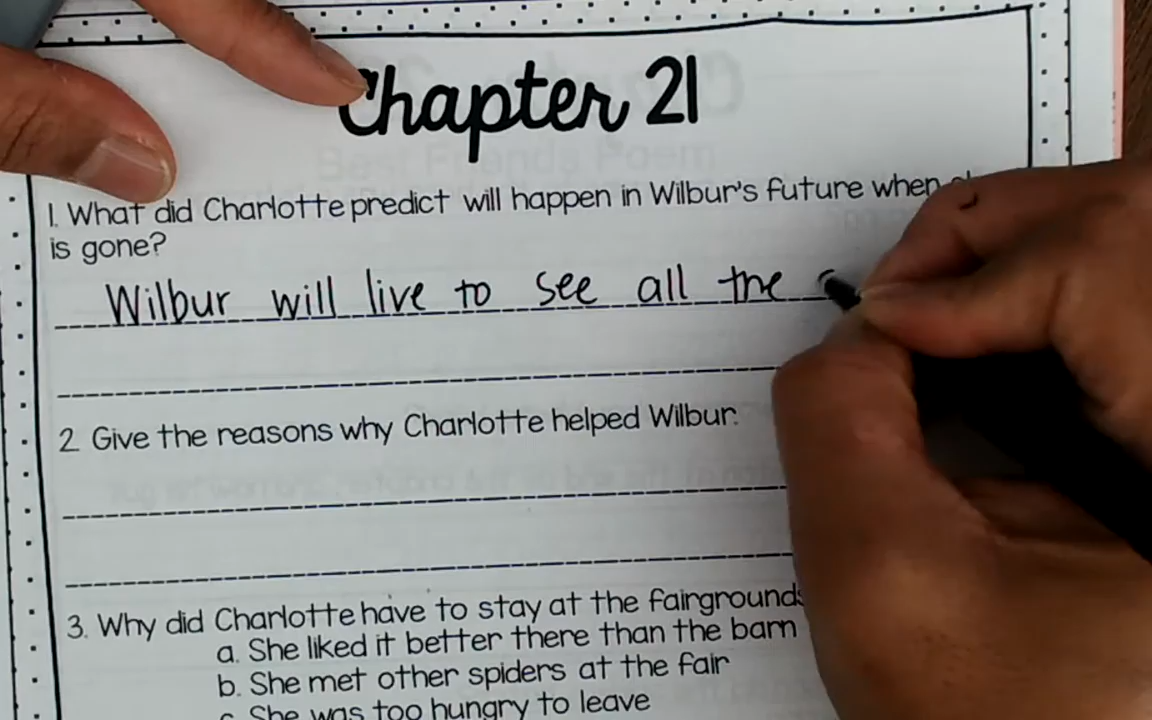 Chapter 21
1. What did Charlotte predict will happen in Wilbur's future when
is gone?
Wilbur will live to see all the
2. Give the reasons why Charlotte helped Wilbur.
3. Why did Charlotte have to stay at the fairgrounds
a. She liked it better there than the barn
b. She met other spiders at the fair
c. She was too hungry to leave